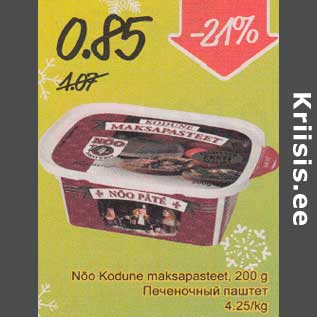 0.85
-21%
1.07
KODUNE
MAKSAPASTEET
NÕO
NÕO PÂTÉ
Nõo Kodune maksapasteet, 200 g
Печеночный паштет
4.25/kg
Kriisis.ee